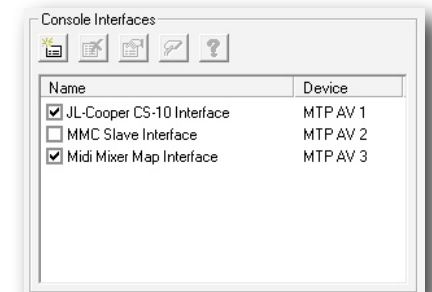 Console Interfaces
?
Name Device
JL-Cooper CS-10 Interface MTP AV 1
MMC Slave Interface MTP AV 2
Midi Mixer Map Interface MTP AV 3